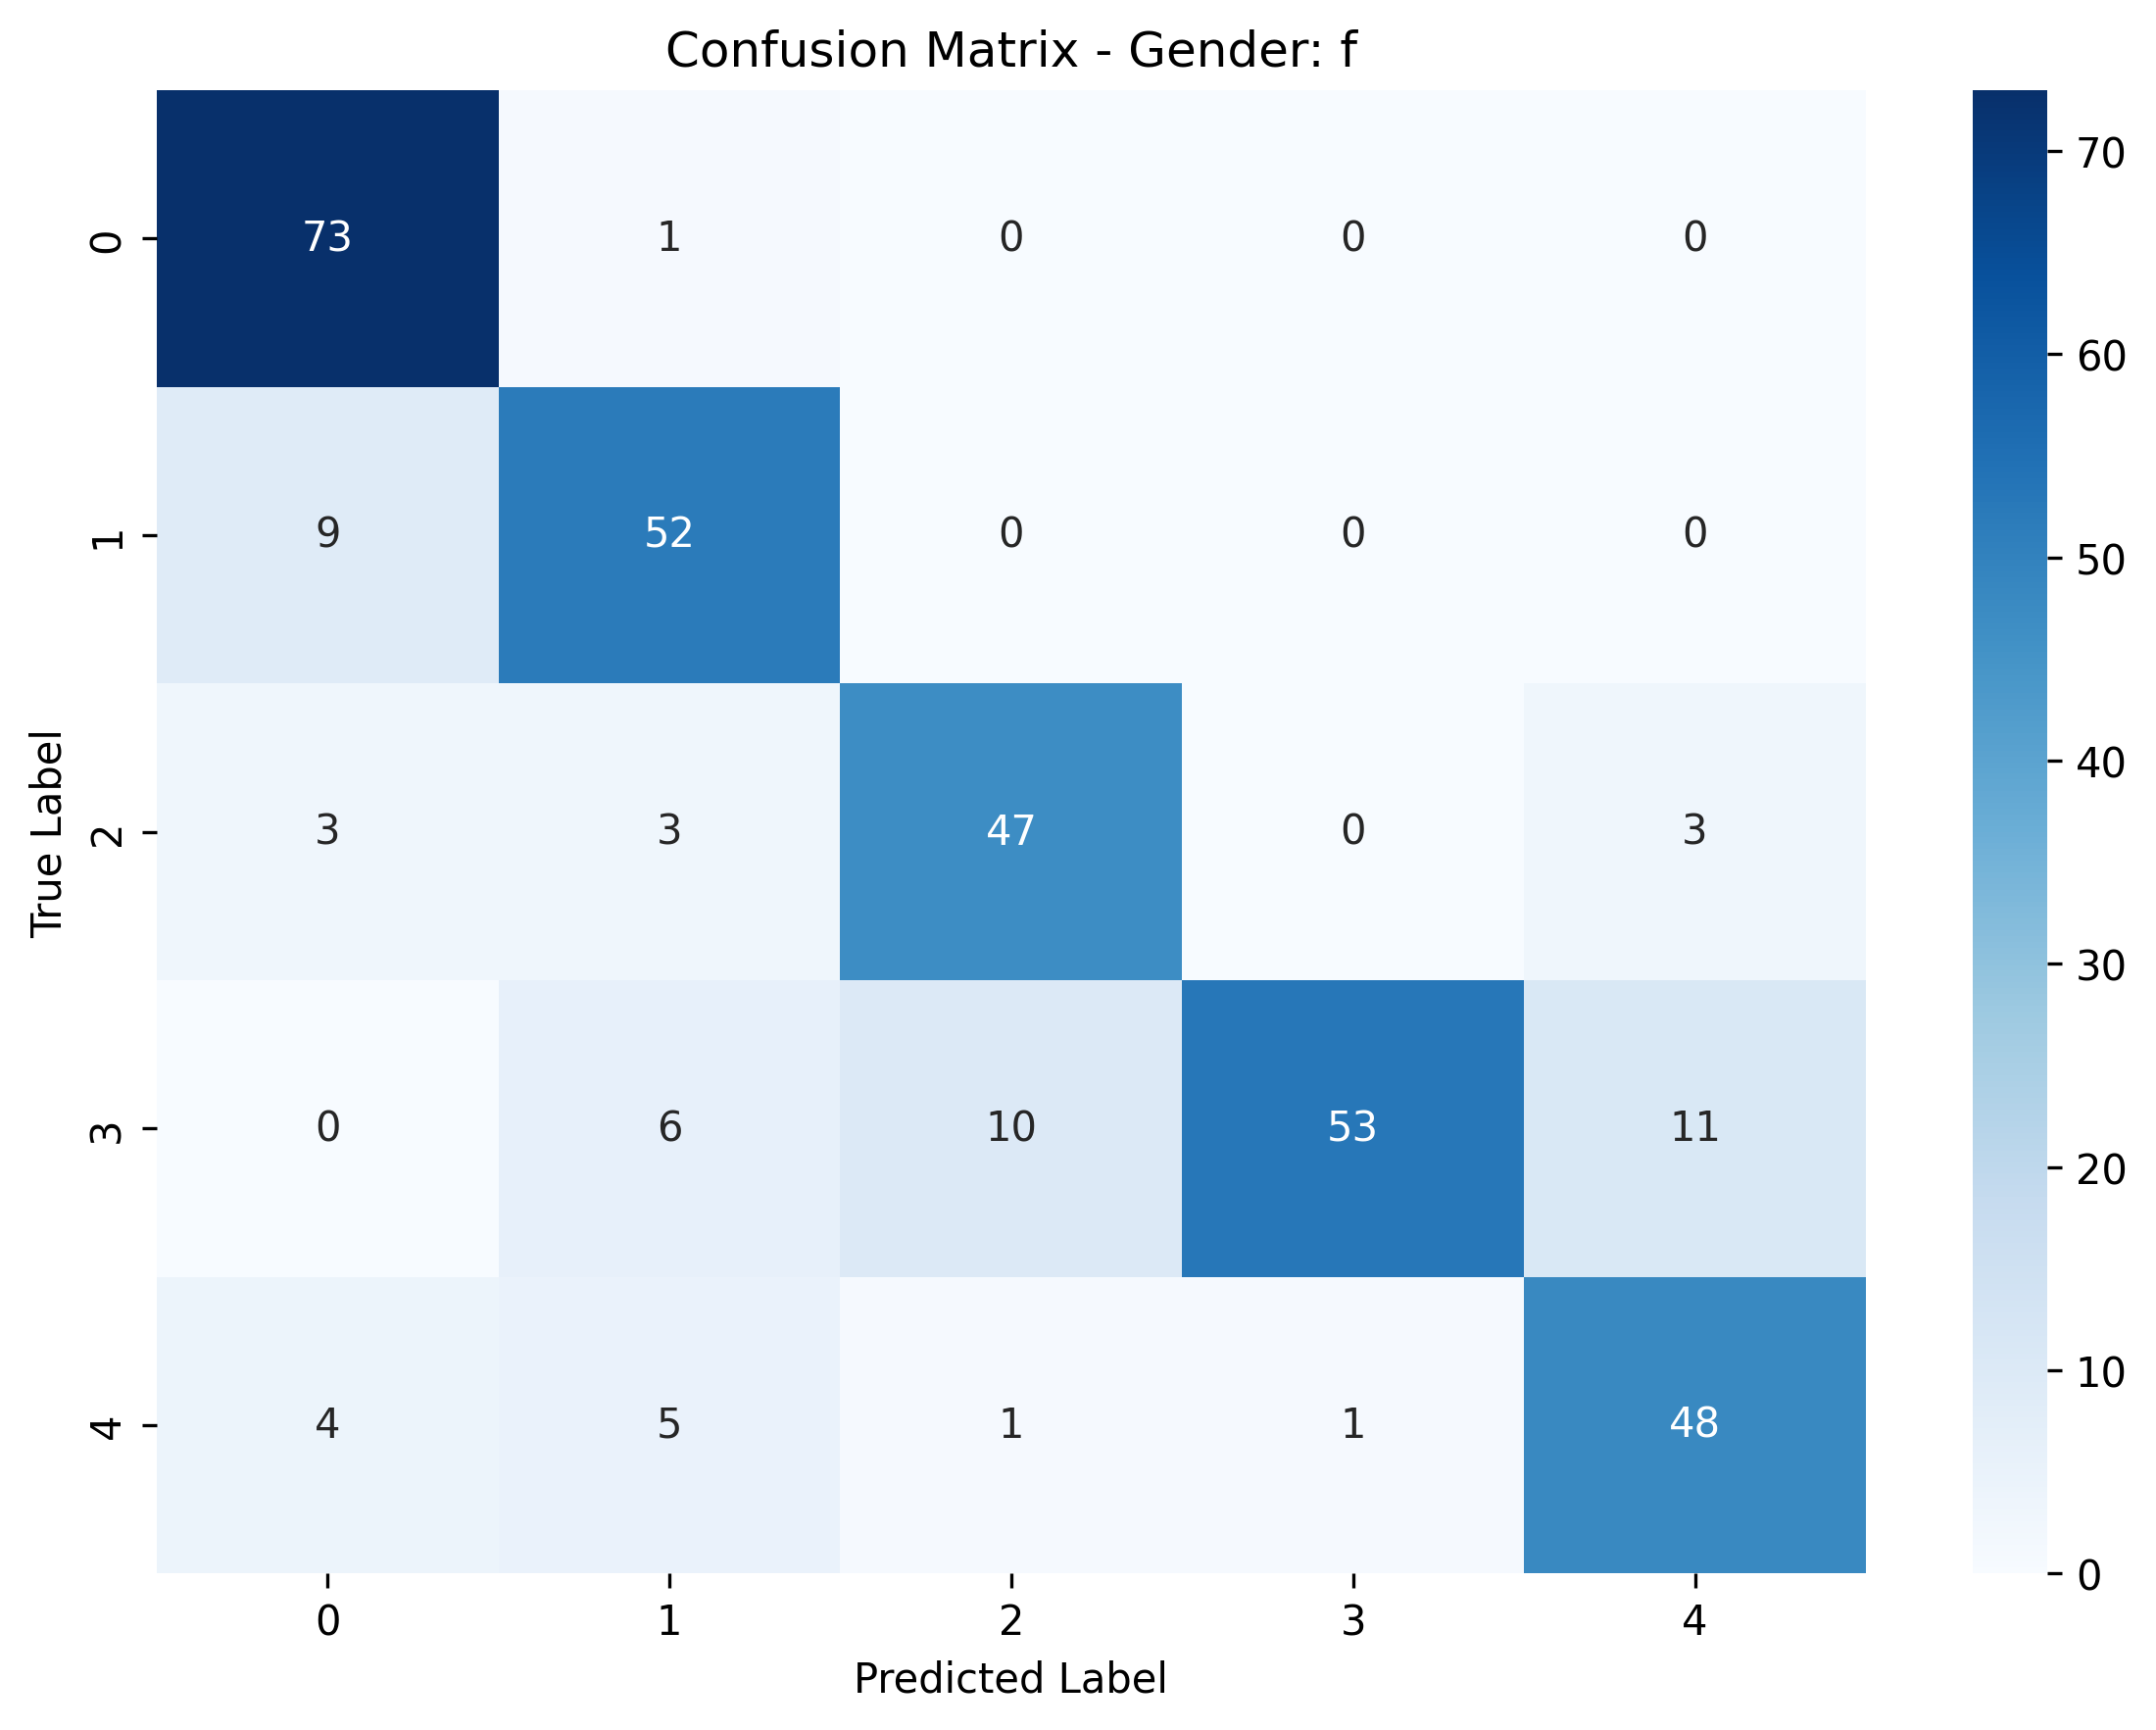 Confusion Matrix - Gender: f
True Label
0 73 1 0 0 0
1 9 52 0 0 0
2 3 3 47 0 3
3 0 6 10 53 11
4 4 5 1 1 48
0 1 2 3 4
Predicted Label
70
60
50
40
30
20
10
0